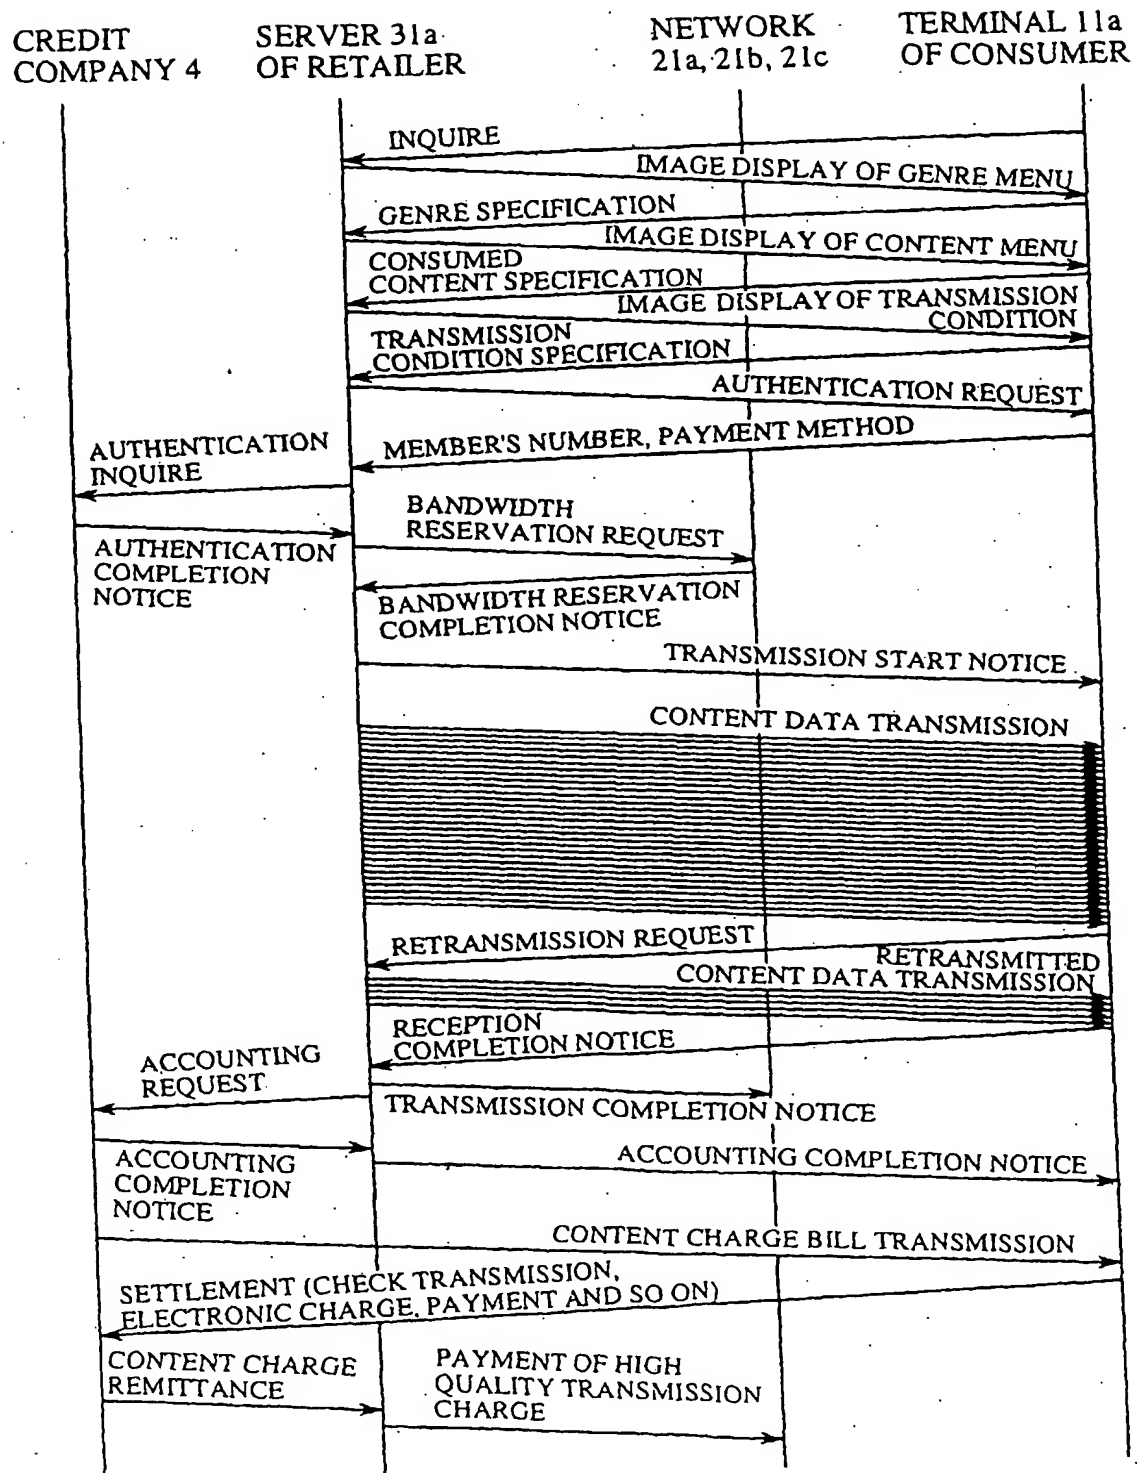 CREDIT
COMPANY 4
SERVER 31a
OF RETAILER
NETWORK
21a, 21b, 21c
TERMINAL 11a
OF CONSUMER
INQUIRE
IMAGE DISPLAY OF GENRE MENU
GENRE SPECIFICATION
IMAGE DISPLAY OF CONTENT MENU
CONSUMED
CONTENT SPECIFICATION
IMAGE DISPLAY OF TRANSMISSION
CONDITION
TRANSMISSION
CONDITION SPECIFICATION
AUTHENTICATION REQUEST
MEMBER'S NUMBER, PAYMENT METHOD
AUTHENTICATION
INQUIRE
BANDWIDTH
RESERVATION REQUEST
AUTHENTICATION
COMPLETION
NOTICE
BANDWIDTH RESERVATION
COMPLETION NOTICE
TRANSMISSION START NOTICE
CONTENT DATA TRANSMISSION
RETRANSMISSION REQUEST
RETRANSMITTED
CONTENT DATA TRANSMISSION
RECEPTION
COMPLETION NOTICE
ACCOUNTING
REQUEST
TRANSMISSION COMPLETION NOTICE
ACCOUNTING
COMPLETION
NOTICE
ACCOUNTING COMPLETION NOTICE
CONTENT CHARGE BILL TRANSMISSION
SETTLEMENT (CHECK TRANSMISSION,
ELECTRONIC CHARGE, PAYMENT AND SO ON)
CONTENT CHARGE
REMITTANCE
PAYMENT OF HIGH
QUALITY TRANSMISSION
CHARGE